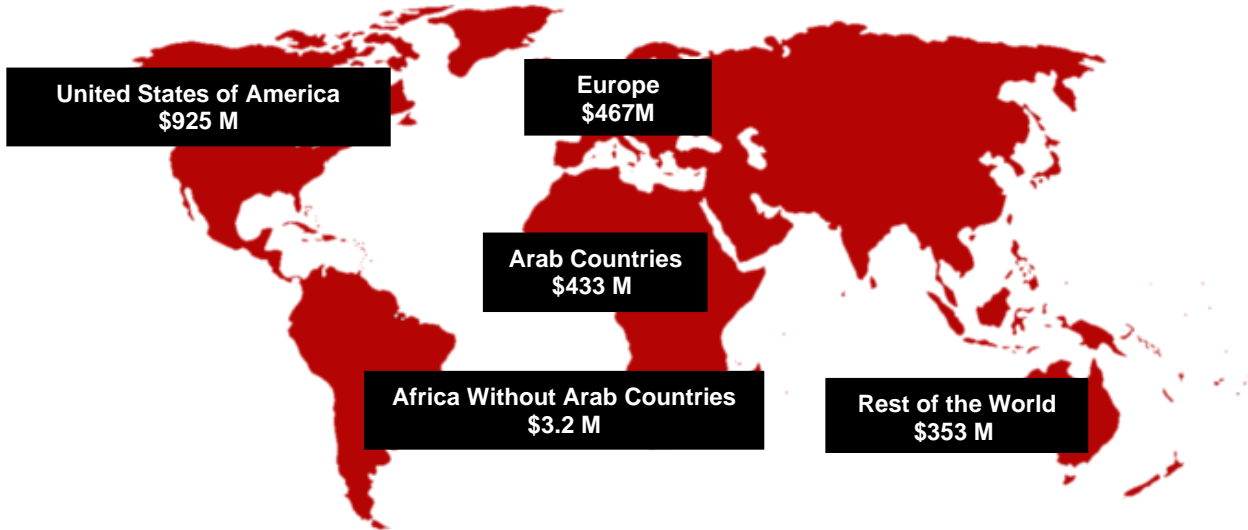 United States of America
$925 M
Europe
$467M
Arab Countries
$433 M
Africa Without Arab Countries
$3.2 M
Rest of the World
$353 M